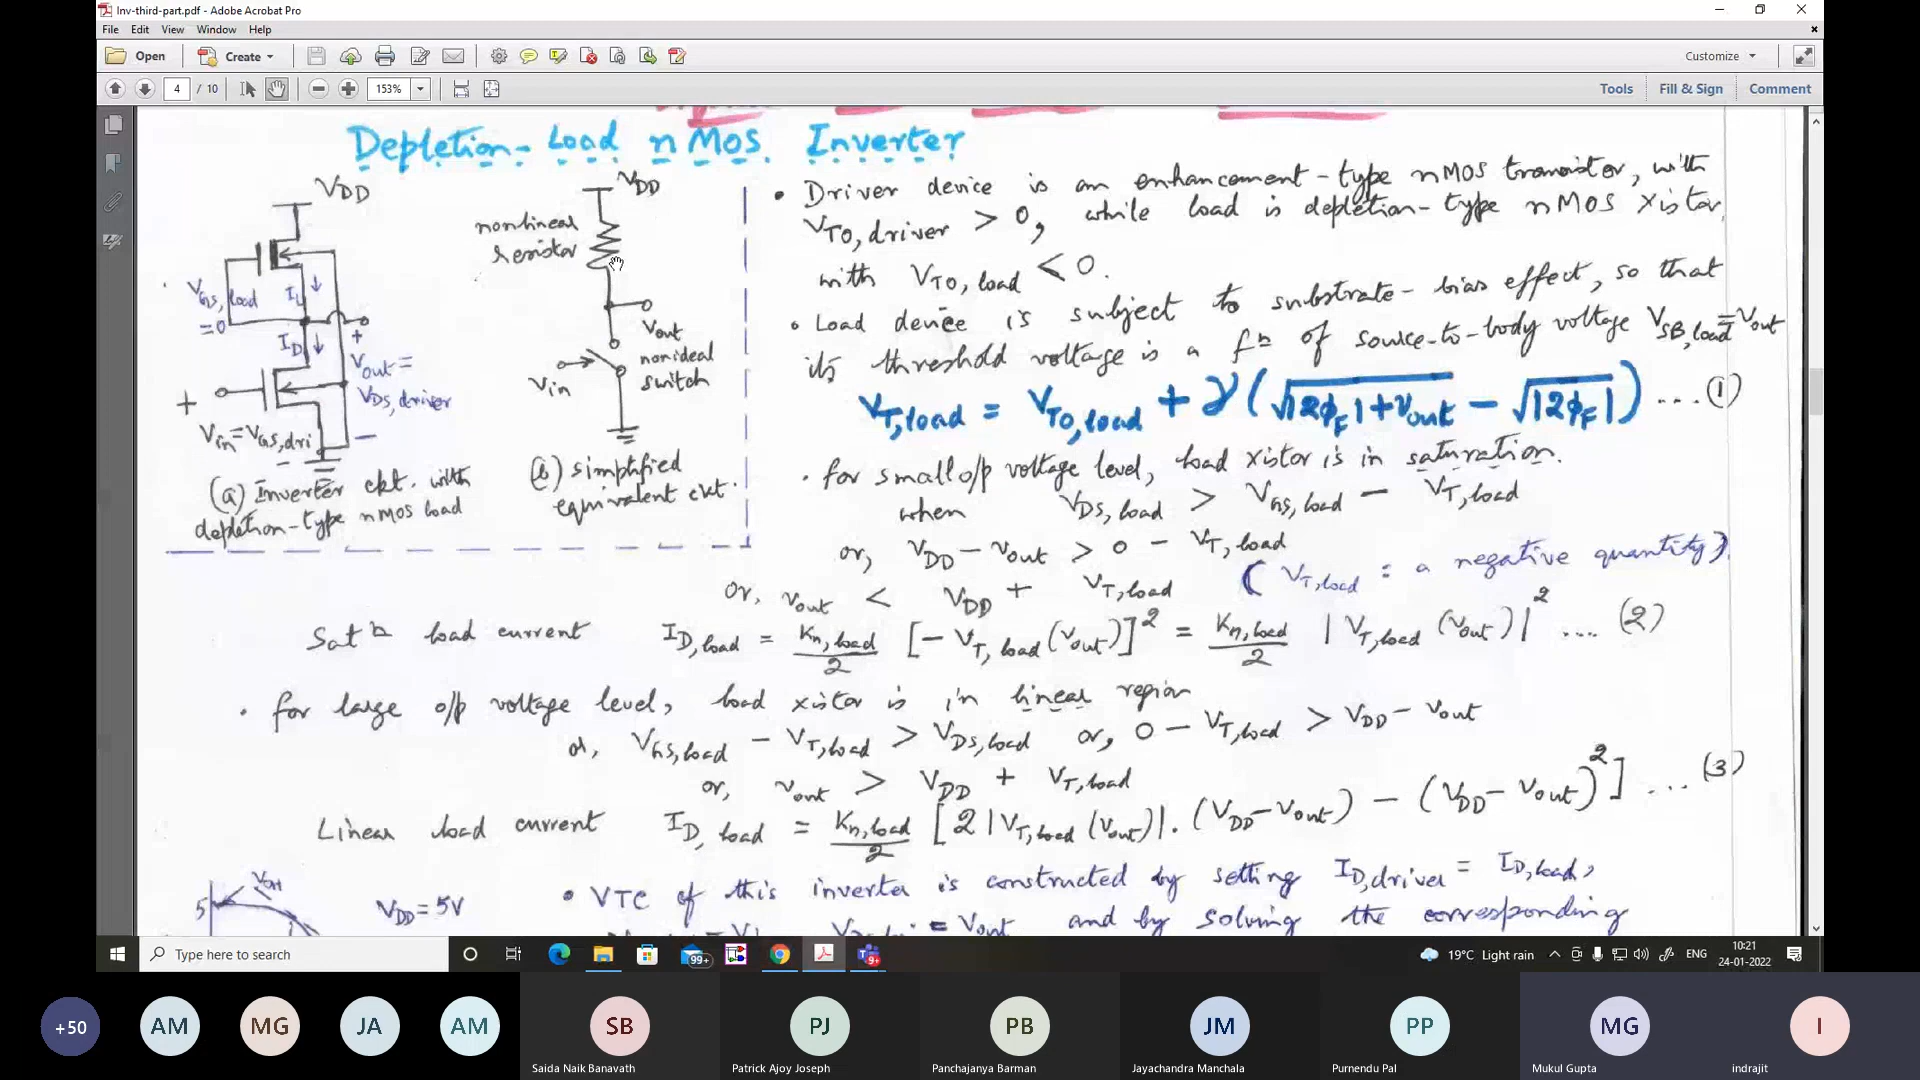 Inv-third-part.pdf - Adobe Acrobat Pro
File Edit View Window Help
Open Create Customize
4 / 10 153% Tools Fill & Sign Comment
Depletion-Load nMOS Inverter
VDD
VGS,load = 0
IL
ID
Vout = VDS,driver
+
-
Vin = VGS,dri
(a) Inverter ckt. with
depletion-type nMOS load
VDD
nonlinear
resistor
Vout
nonideal
switch
Vin
(b) simplified
equivalent ckt.
• Driver device is an enhancement-type nMOS transistor, with
VT0,driver > 0, while load is depletion-type nMOS xistor
with VT0,load < 0.
• Load device is subject to substrate-bias effect, so that
its threshold voltage is a fn of source-to-body voltage VSB,load = Vout
VT,load = VT0,load + γ(√|2ϕF|+Vout - √|2ϕF|) ...(1)
• for small o/p voltage level, load xistor is in saturation.
when VDS,load > VGS,load - VT,load
or, VDD - Vout > 0 - VT,load
or, Vout < VDD + VT,load (VT,load : a negative quantity)
Satn load current ID,load = Kn,load/2 [-VT,load(Vout)]² = Kn,load/2 |VT,load(Vout)|² ... (2)
• for large o/p voltage level, load xistor is in linear region
or, VGS,load - VT,load > VDS,load or, 0 - VT,load > VDD - Vout
or, Vout > VDD + VT,load
Linear load current ID,load = Kn,load/2 [2|VT,load(Vout)|.(VDD-Vout) - (VDD-Vout)²] ... (3)
5 VOH
VDD = 5V
• VTC of this inverter is constructed by setting ID,driver = ID,load,
= Vout and by solving the corresponding
Type here to search
99+
9+
19°C Light rain ENG 10:21
24-01-2022
+50 AM MG JA AM SB PJ PB JM PP MG I
Saida Naik Banavath Patrick Ajoy Joseph Panchajanya Barman Jayachandra Manchala Purnendu Pal Mukul Gupta indrajit